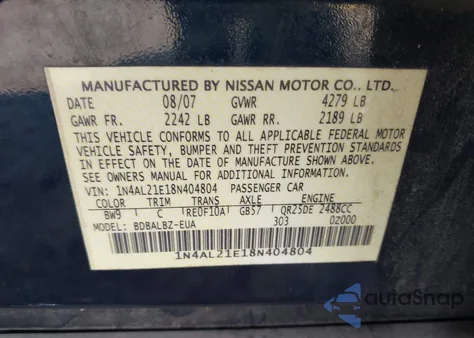 MANUFACTURED BY NISSAN MOTOR CO., LTD.
DATE 08/07 GVWR 4279 LB
GAWR FR. 2242 LB GAWR RR. 2189 LB
THIS VEHICLE CONFORMS TO ALL APPLICABLE FEDERAL MOTOR
VEHICLE SAFETY, BUMPER AND THEFT PREVENTION STANDARDS
IN EFFECT ON THE DATE OF MANUFACTURE SHOWN ABOVE.
SEE OWNERS MANUAL FOR ADDITIONAL INFORMATION
VIN: 1N4AL21E18N404804 PASSENGER CAR
COLOR TRIM TRANS AXLE ENGINE
BW9 C RE0F10A GB57 QR25DE 2488CC
MODEL: BDBALBZ-EUA 303 0Z000
1N4AL21E18N404804
AutoSnap